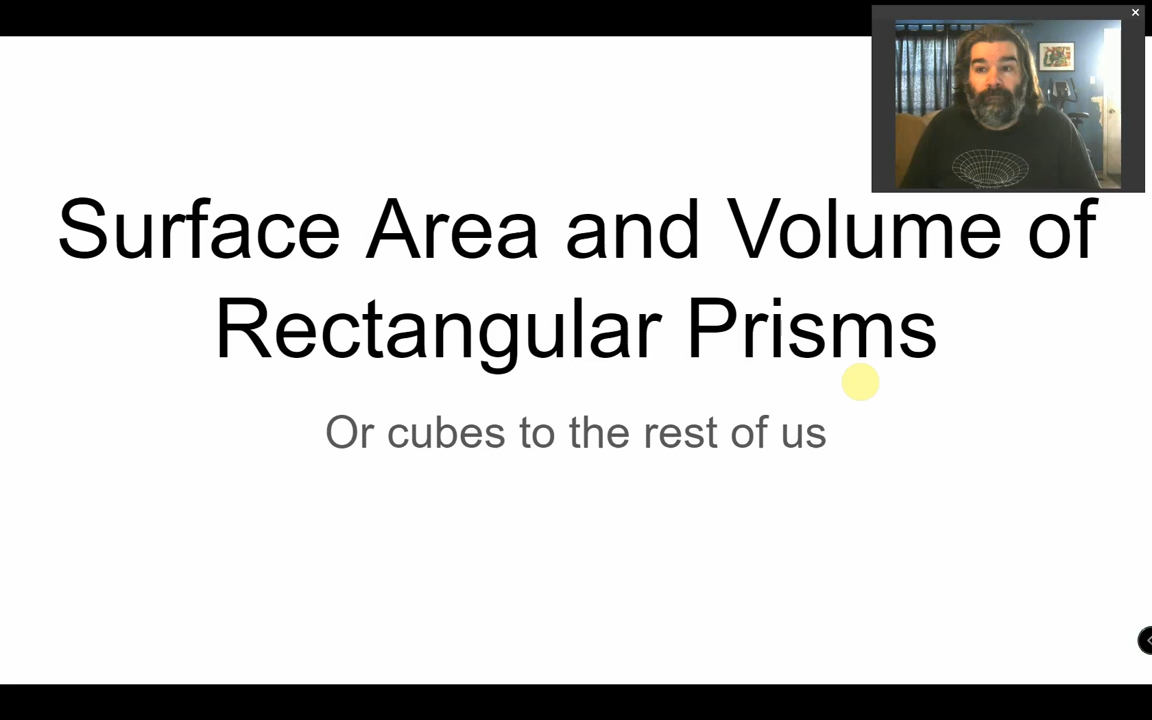 Surface Area and Volume of
Rectangular Prisms
Or cubes to the rest of us